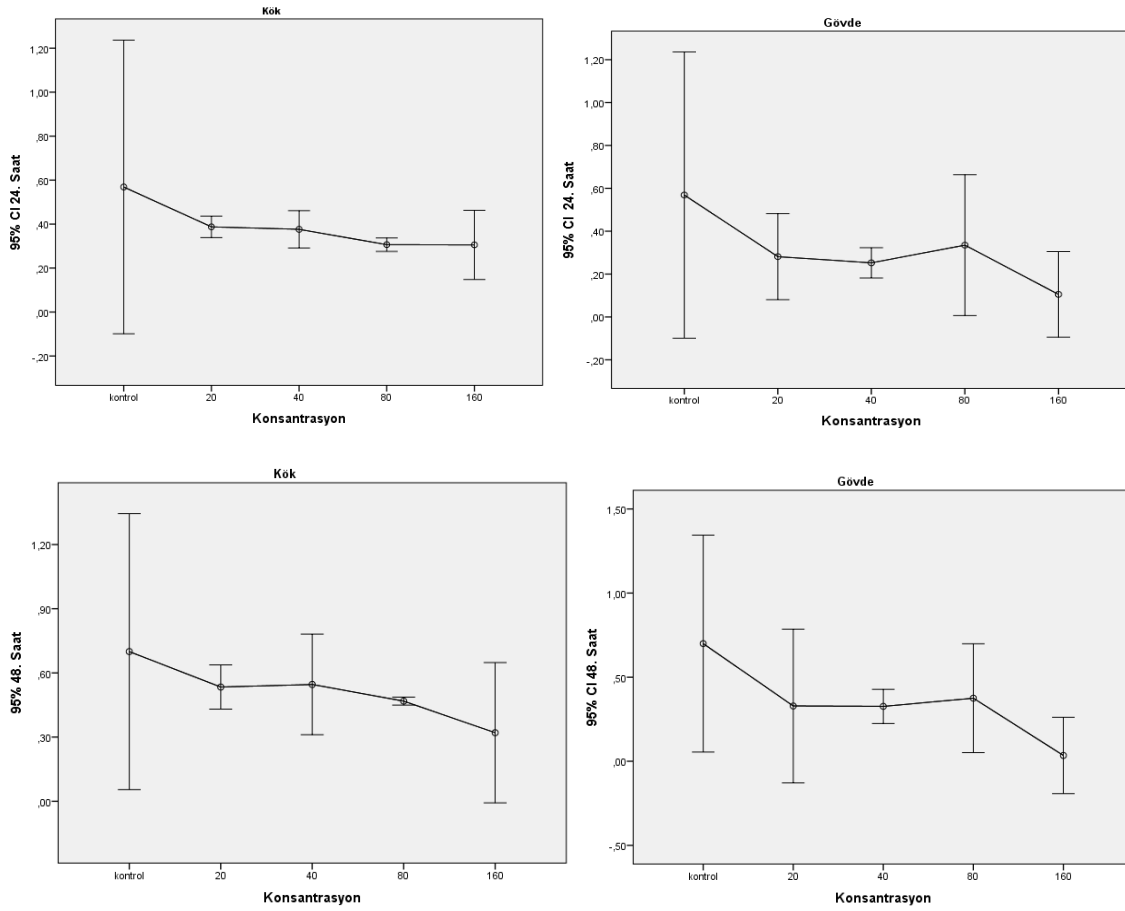 Kök
95% CI 24. Saat
1,20
1,00
,80
,60
,40
,20
,00
-,20
kontrol 20 40 80 160
Konsantrasyon
Gövde
95% CI 24. Saat
1,20
1,00
,80
,60
,40
,20
,00
-,20
kontrol 20 40 80 160
Konsantrasyon
Kök
95% 48. Saat
1,20
,90
,60
,30
,00
kontrol 20 40 80 160
Konsantrasyon
Gövde
95% CI 48. Saat
1,50
1,00
,50
,00
-,50
kontrol 20 40 80 160
Konsantrasyon